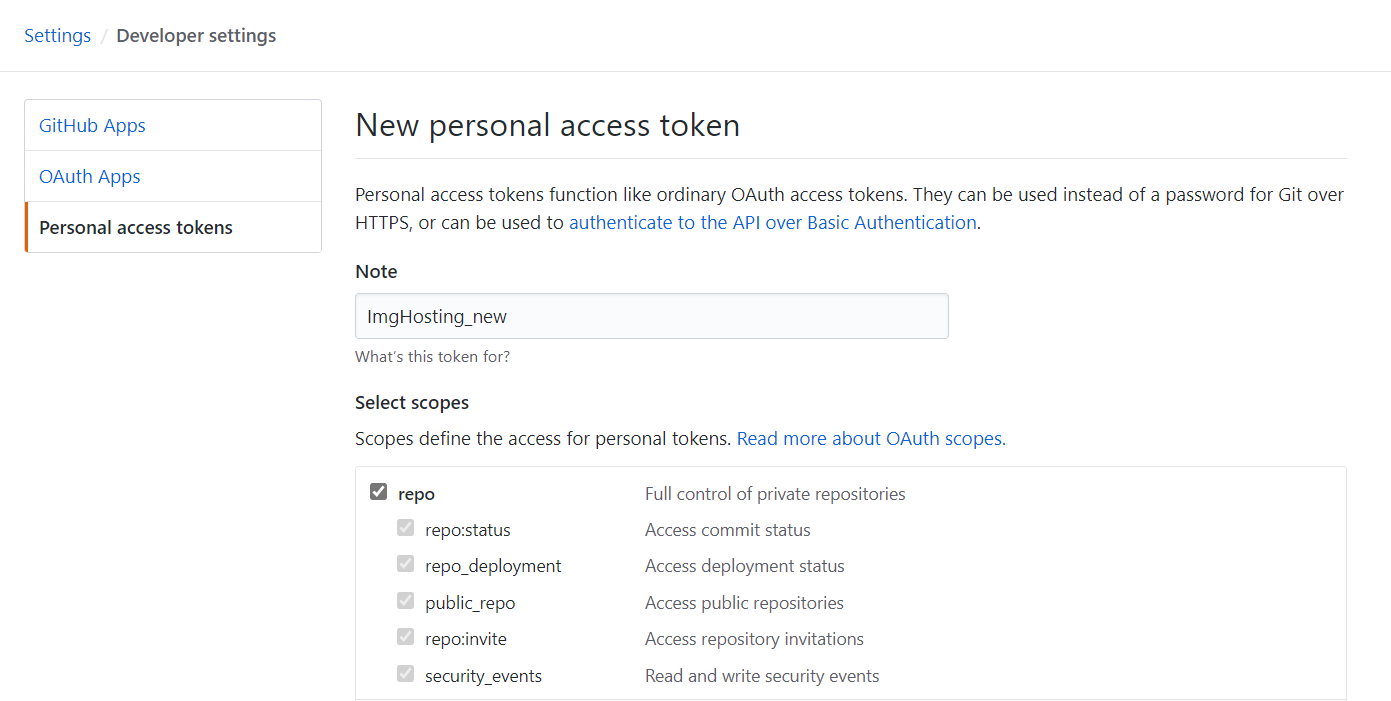 Settings / Developer settings
GitHub Apps
OAuth Apps
Personal access tokens
New personal access token
Personal access tokens function like ordinary OAuth access tokens. They can be used instead of a password for Git over
HTTPS, or can be used to authenticate to the API over Basic Authentication.
Note
ImgHosting_new
What's this token for?
Select scopes
Scopes define the access for personal tokens. Read more about OAuth scopes.
repo Full control of private repositories
repo:status Access commit status
repo_deployment Access deployment status
public_repo Access public repositories
repo:invite Access repository invitations
security_events Read and write security events